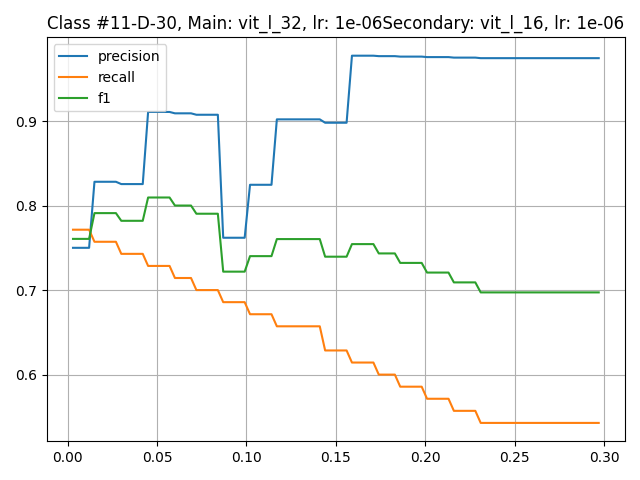 Class #11-D-30, Main: vit_l_32, lr: 1e-06Secondary: vit_l_16, lr: 1e-06
precision
recall
f1
0.9
0.8
0.7
0.6
0.00 0.05 0.10 0.15 0.20 0.25 0.30